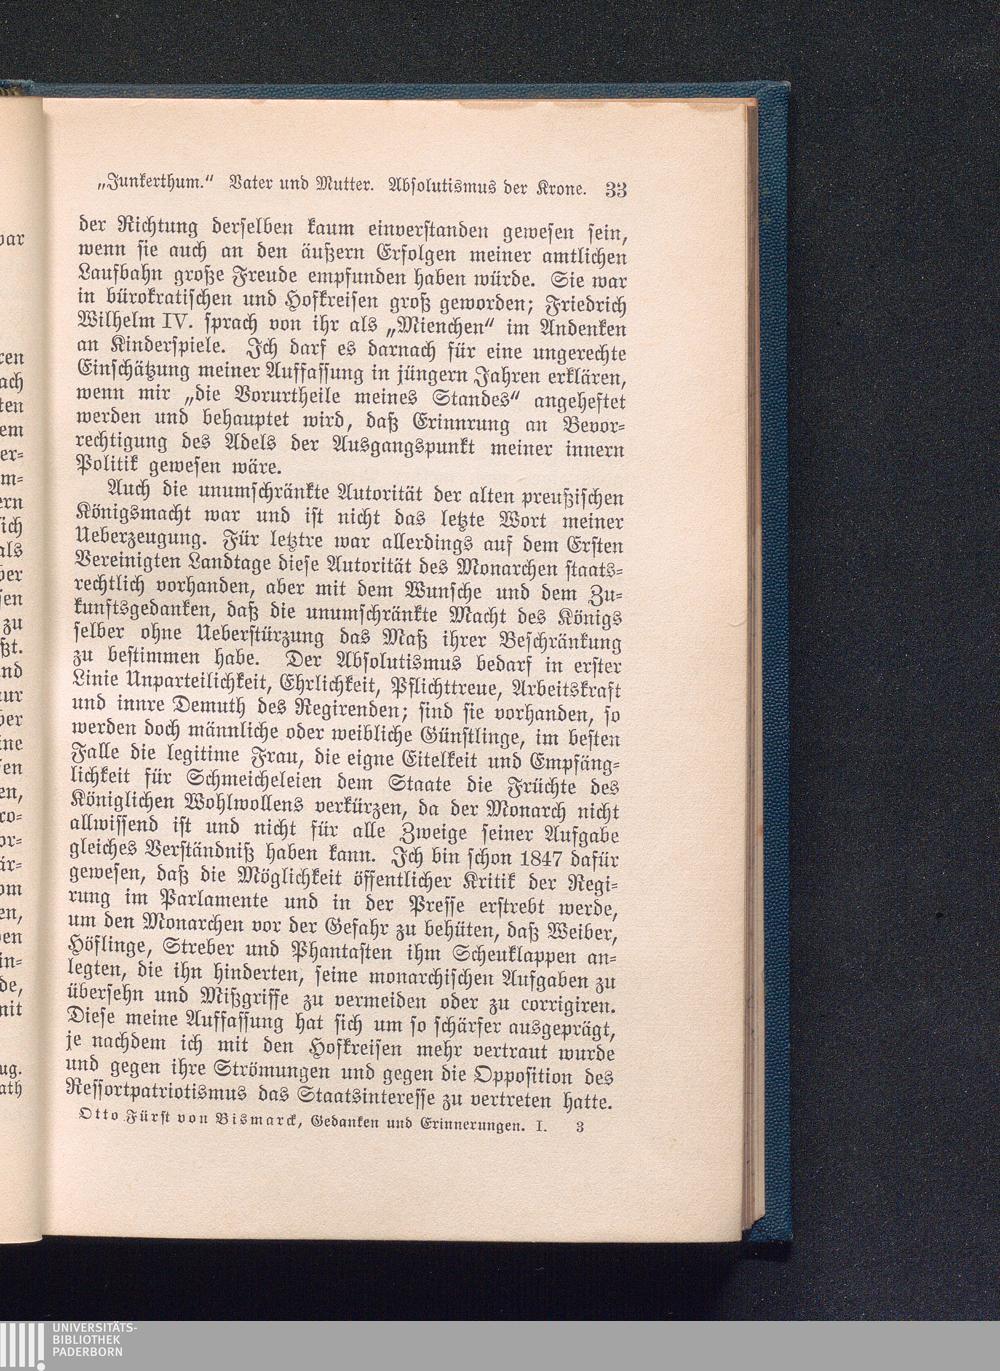 „Junkerthum.“ Vater und Mutter. Absolutismus der Krone. 33
der Richtung derselben kaum einverstanden gewesen sein,
wenn sie auch an den äußern Erfolgen meiner amtlichen
Laufbahn große Freude empfunden haben würde. Sie war
in bürokratischen und Hofkreisen groß geworden; Friedrich
Wilhelm IV. sprach von ihr als „Mienchen“ im Andenken
an Kinderspiele. Ich darf es darnach für eine ungerechte
Einschätzung meiner Auffassung in jüngern Jahren erklären,
wenn mir „die Vorurtheile meines Standes“ angeheftet
werden und behauptet wird, daß Erinnrung an Bevor-
rechtigung des Adels der Ausgangspunkt meiner innern
Politik gewesen wäre.
Auch die unumschränkte Autorität der alten preußischen
Königsmacht war und ist nicht das letzte Wort meiner
Ueberzeugung. Für letztre war allerdings auf dem Ersten
Vereinigten Landtage diese Autorität des Monarchen staats-
rechtlich vorhanden, aber mit dem Wunsche und dem Zu-
kunftsgedanken, daß die unumschränkte Macht des Königs
selber ohne Ueberstürzung das Maß ihrer Beschränkung
zu bestimmen habe. Der Absolutismus bedarf in erster
Linie Unparteilichkeit, Ehrlichkeit, Pflichttreue, Arbeitskraft
und innre Demuth des Regirenden; sind sie vorhanden, so
werden doch männliche oder weibliche Günstlinge, im besten
Falle die legitime Frau, die eigne Eitelkeit und Empfäng-
lichkeit für Schmeicheleien dem Staate die Früchte des
Königlichen Wohlwollens verkürzen, da der Monarch nicht
allwissend ist und nicht für alle Zweige seiner Aufgabe
gleiches Verständniß haben kann. Ich bin schon 1847 dafür
gewesen, daß die Möglichkeit öffentlicher Kritik der Regi-
rung im Parlamente und in der Presse erstrebt werde,
um den Monarchen vor der Gefahr zu behüten, daß Weiber,
Höflinge, Streber und Phantasten ihm Scheuklappen an-
legten, die ihn hinderten, seine monarchischen Aufgaben zu
übersehn und Mißgriffe zu vermeiden oder zu corrigiren.
Diese meine Auffassung hat sich um so schärfer ausgeprägt,
je nachdem ich mit den Hofkreisen mehr vertraut wurde
und gegen ihre Strömungen und gegen die Opposition des
Ressortpatriotismus das Staatsinteresse zu vertreten hatte.
Otto Fürst von Bismarck, Gedanken und Erinnerungen. I. 3
UNIVERSITÄTS-
BIBLIOTHEK
PADERBORN